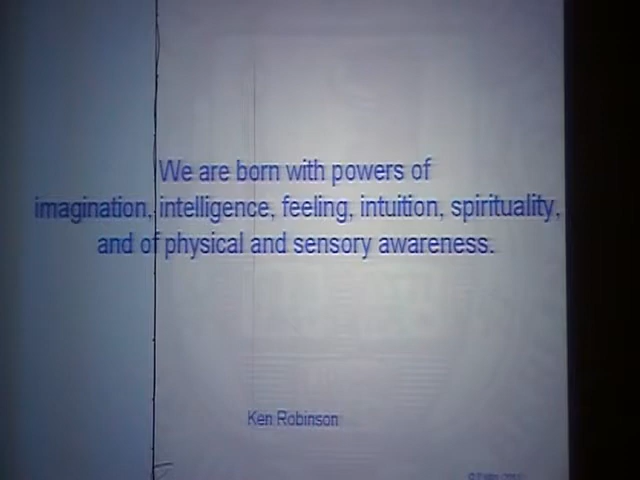 We are born with powers of
imagination, intelligence, feeling, intuition, spirituality,
and of physical and sensory awareness.
Ken Robinson